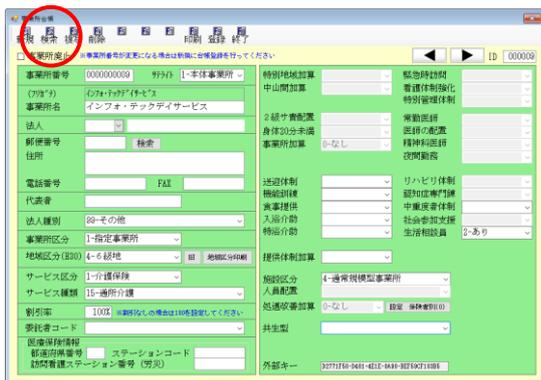 事業所台帳
新規 検索 複写 削除 印刷 登録 終了
事業所廃止 ※事業所番号が変更になる場合は新規に台帳登録を行ってください
ID 000009
事業所番号 0000000009 サテライト 1-本体事業所
(フリガナ) インフォ・テックデイサービス
事業所名 インフォ・テックデイサービス
法人
郵便番号 検索
住所
電話番号 FAX
代表者
法人種別 99-その他
事業所区分 1-指定事業所
地域区分(H30) 4-6級地 旧 地域区分印刷
サービス区分 1-介護保険
サービス種類 15-通所介護
割引率 100% ※割引なしの場合は100を設定してください
委託者コード
医療保険情報
都道府県番号 ステーションコード
訪問看護ステーション番号 (労災)
特別地域加算
中山間加算
2級サ責配置
身体20分未満
事業所加算 0-なし
送迎体制
機能訓練
食事提供
入浴介助
特浴介助
提供体制加算
施設区分 4-通常規模型事業所
人員配置
処遇改善加算 0-なし 設定 保険者別(0)
共生型
外部キー
緊急時訪問
看護体制強化
特別管理体制
常勤医師
医師の配置
精神科医師
夜間勤務
リハビリ体制
認知症専門棟
中重度者体制
社会参加支援
生活相談員 2-あり